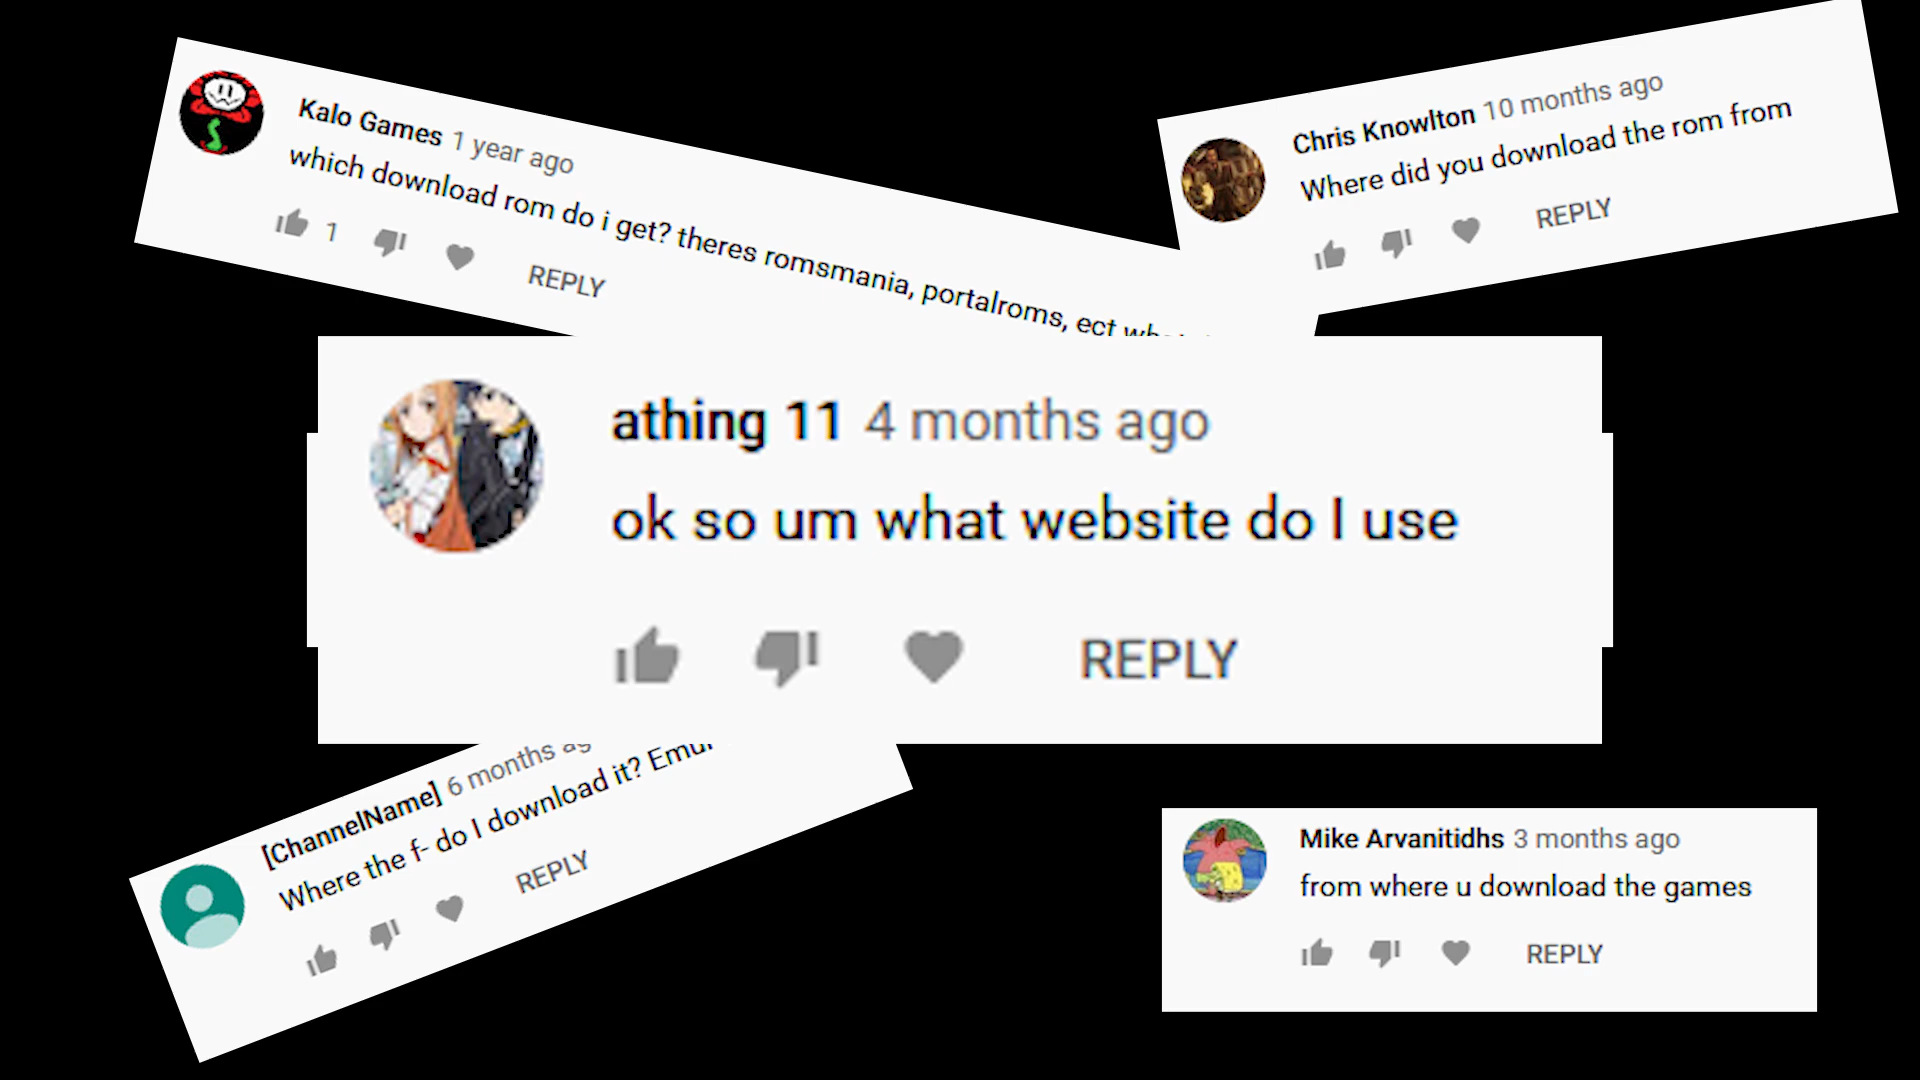 Kalo Games 1 year ago
which download rom do i get? theres romsmania, portalroms, ect
1
REPLY
Chris Knowlton 10 months ago
Where did you download the rom from
REPLY
athing 11 4 months ago
ok so um what website do I use
REPLY
[ChannelName] 6 months
Where the f- do I download it?
REPLY
Mike Arvanitidhs 3 months ago
from where u download the games
REPLY